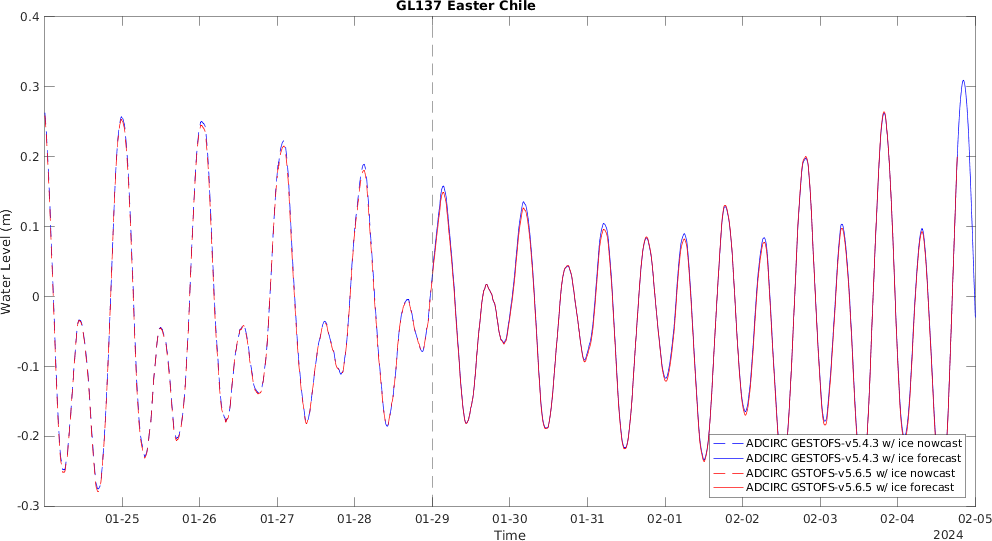 GL137 Easter Chile
0.4
0.3
0.2
0.1
0
-0.1
-0.2
-0.3
Water Level (m)
ADCIRC GESTOFS-v5.4.3 w/ ice nowcast
ADCIRC GESTOFS-v5.4.3 w/ ice forecast
ADCIRC GSTOFS-v5.6.5 w/ ice nowcast
ADCIRC GSTOFS-v5.6.5 w/ ice forecast
01-25 01-26 01-27 01-28 01-29 01-30 01-31 02-01 02-02 02-03 02-04 02-05
Time
2024